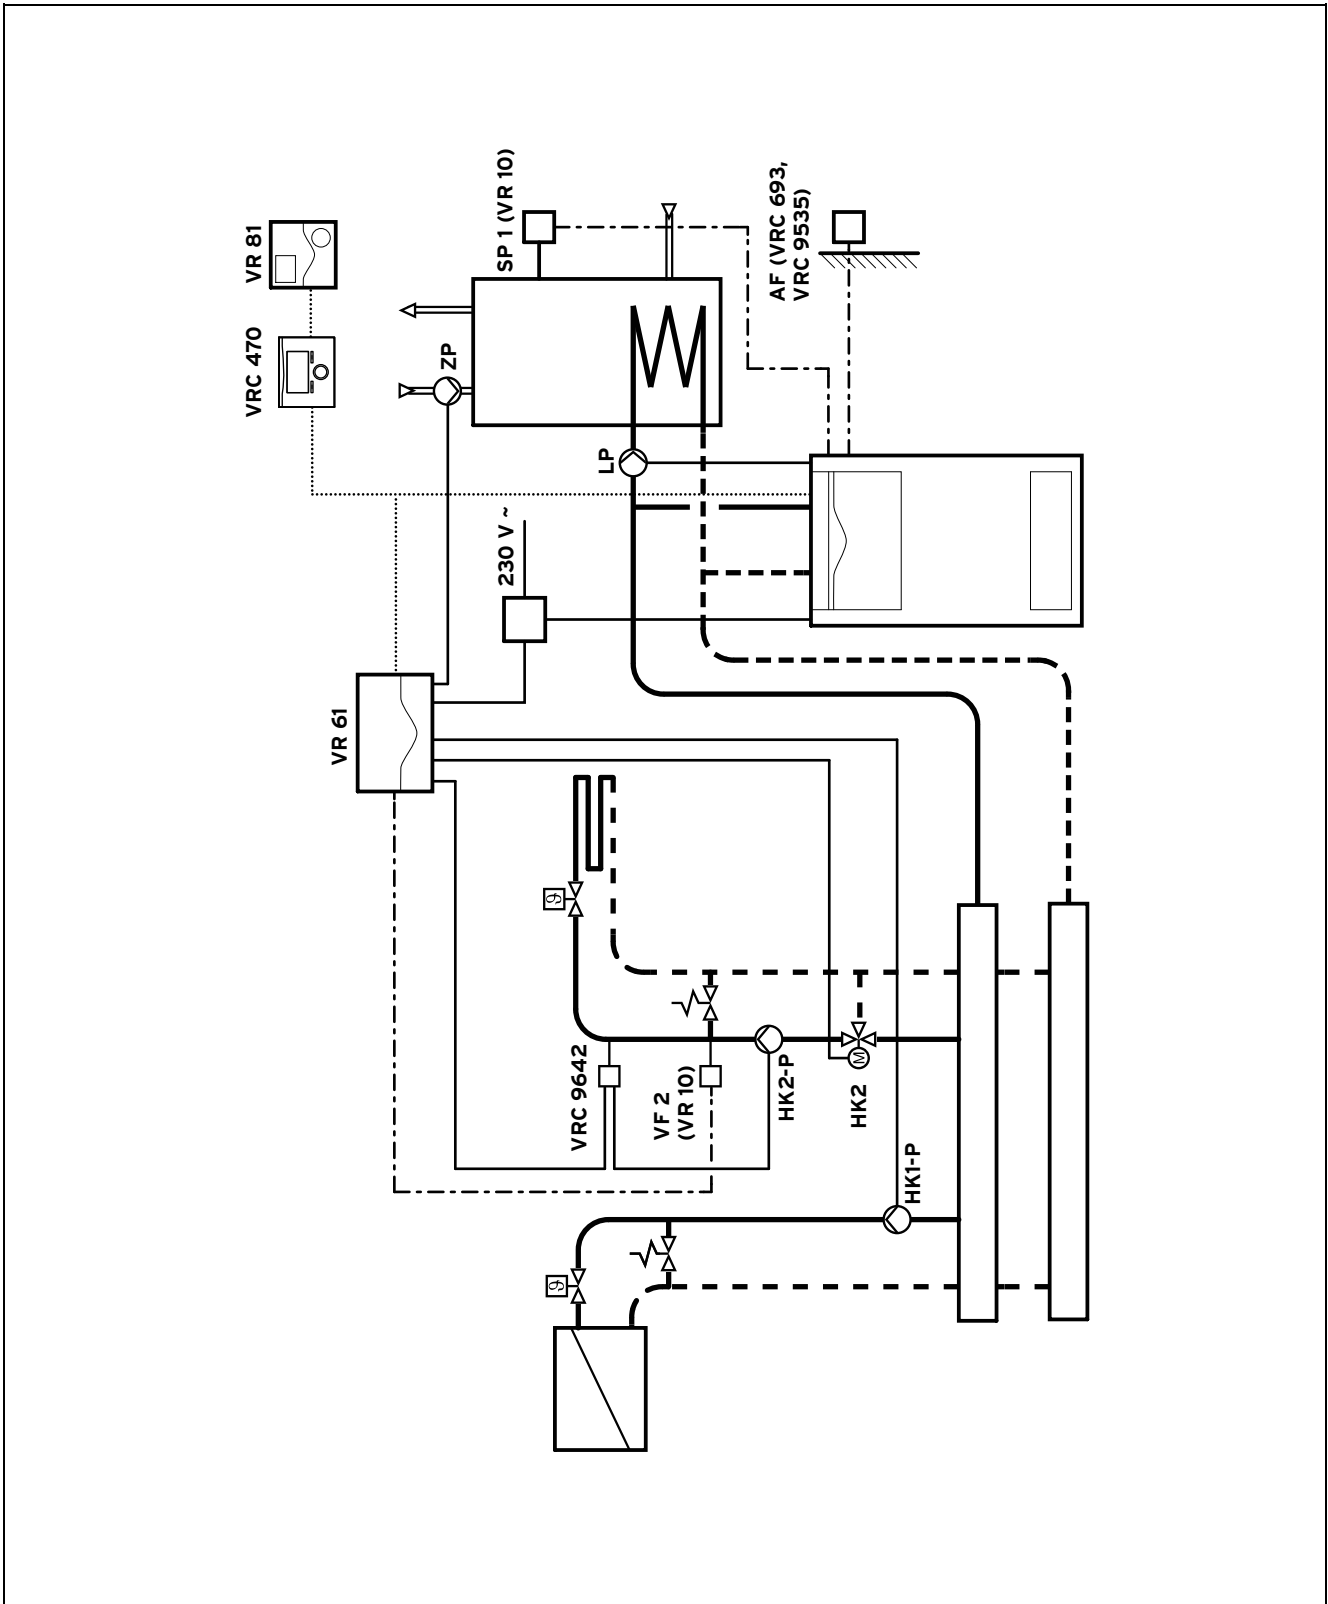 VR 81
VRC 470
SP 1 (VR 10)
AF (VRC 693,
VRC 9535)
ZP
LP
230 V ~
VR 61
ϑ
VRC 9642
VF 2
(VR 10)
HK2-P
M
HK2
HK1-P
ϑ